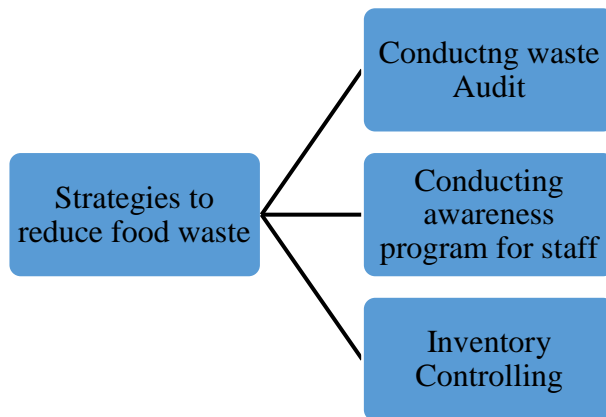 Conductng waste
Audit
Strategies to
reduce food waste
Conducting
awareness
program for staff
Inventory
Controlling